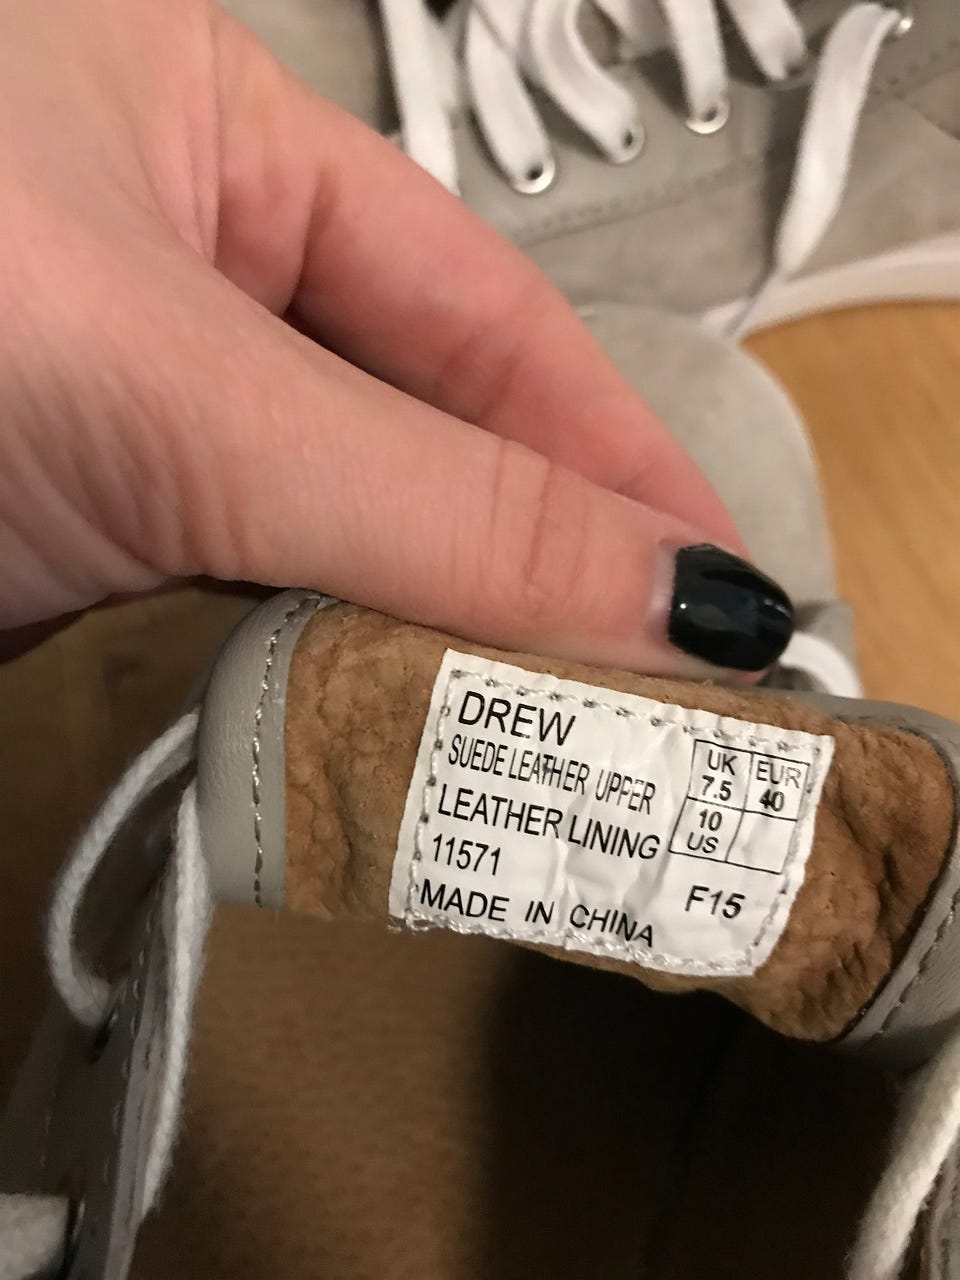 DREW
SUEDE LEATHER UPPER
LEATHER LINING
11571
MADE IN CHINA
UK EUR
7.5 40
10
US
F15